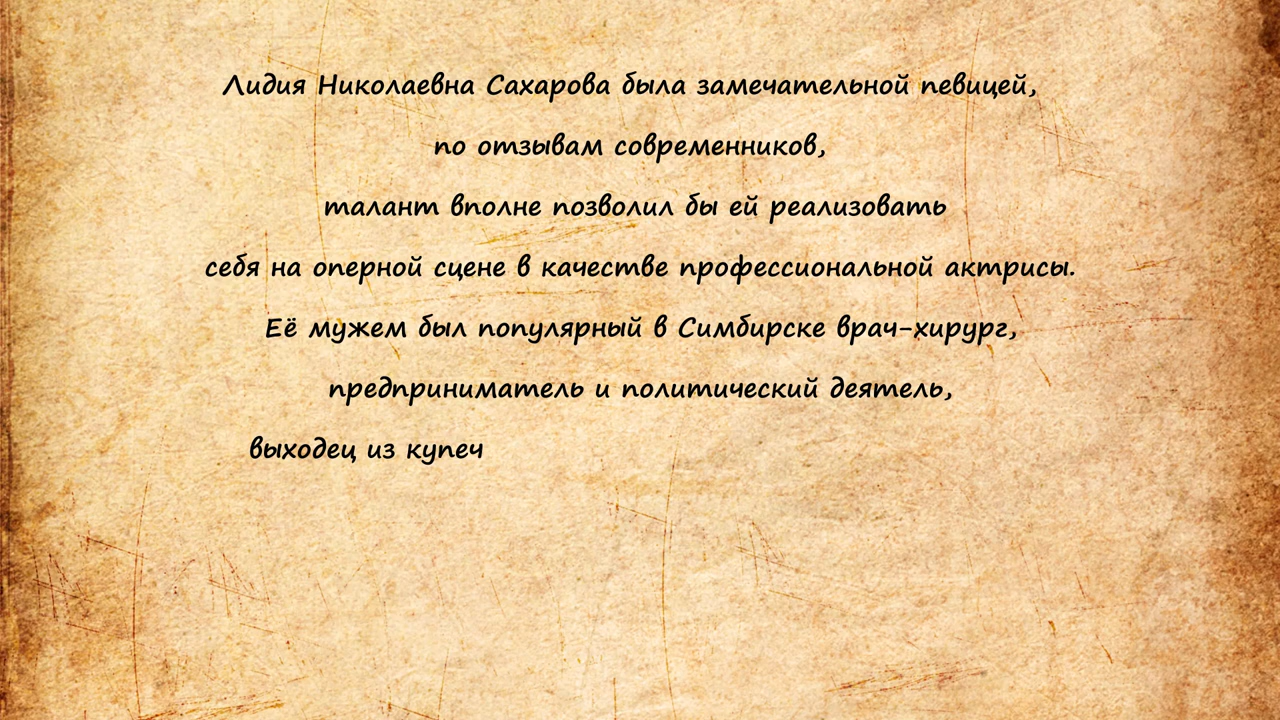 Лидия Николаевна Сахарова была замечательной певицей,
по отзывам современников,
талант вполне позволил бы ей реализовать
себя на оперной сцене в качестве профессиональной актрисы.
Её мужем был популярный в Симбирске врач-хирург,
предприниматель и политический деятель,
выходец из купеч